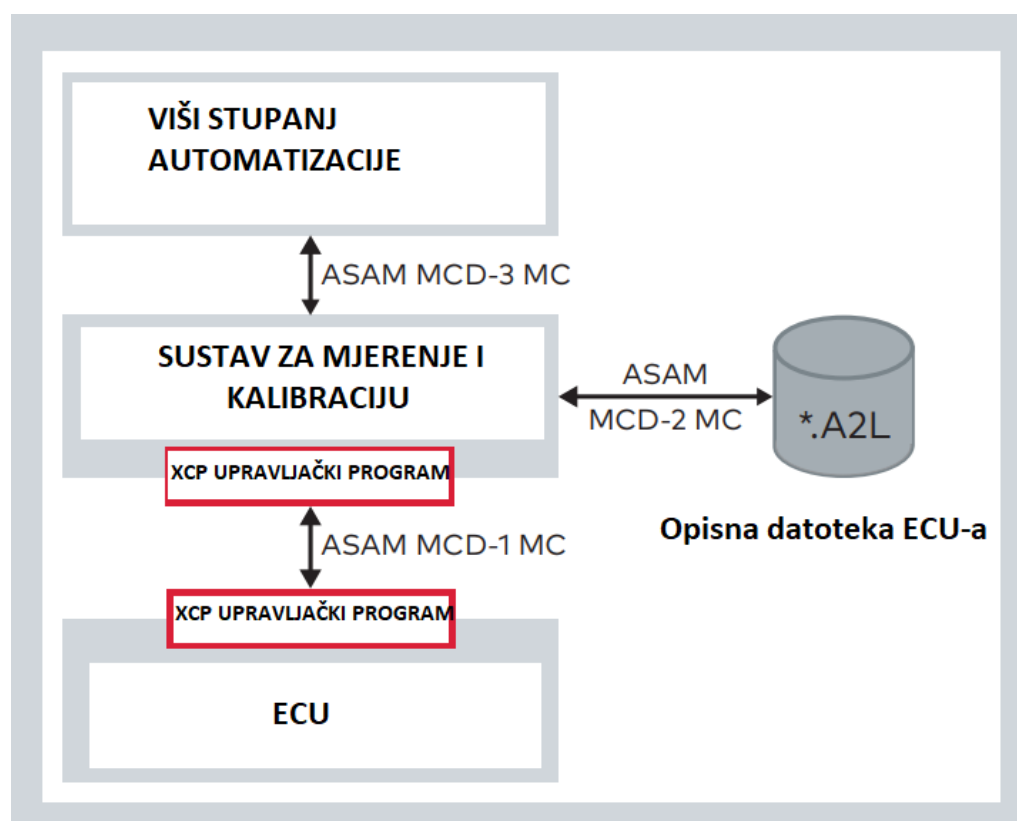 VIŠI STUPANJ
AUTOMATIZACIJE
ASAM MCD-3 MC
SUSTAV ZA MJERENJE I
KALIBRACIJU
ASAM
MCD-2 MC
*.A2L
XCP UPRAVLJAČKI PROGRAM
Opisna datoteka ECU-a
ASAM MCD-1 MC
XCP UPRAVLJAČKI PROGRAM
ECU